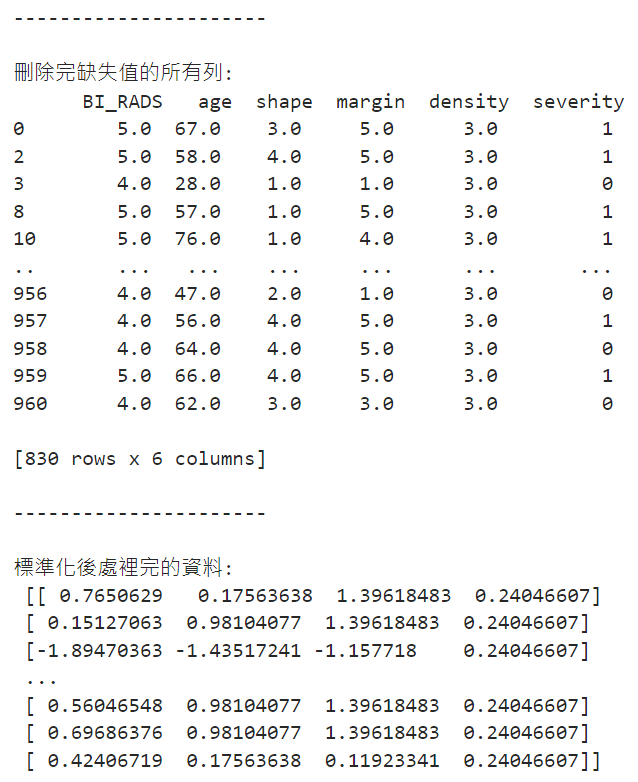 ----------------------
刪除完缺失值的所有列:
     BI_RADS   age  shape  margin  density  severity
0        5.0  67.0    3.0     5.0      3.0         1
2        5.0  58.0    4.0     5.0      3.0         1
3        4.0  28.0    1.0     1.0      3.0         0
8        5.0  57.0    1.0     5.0      3.0         1
10       5.0  76.0    1.0     4.0      3.0         1
..       ...   ...    ...     ...      ...       ...
956      4.0  47.0    2.0     1.0      3.0         0
957      4.0  56.0    4.0     5.0      3.0         1
958      4.0  64.0    4.0     5.0      3.0         0
959      5.0  66.0    4.0     5.0      3.0         1
960      4.0  62.0    3.0     3.0      3.0         0
[830 rows x 6 columns]
----------------------
標準化後處裡完的資料:
 [[ 0.7650629   0.17563638  1.39618483  0.24046607]
 [ 0.15127063  0.98104077  1.39618483  0.24046607]
 [-1.89470363 -1.43517241 -1.157718    0.24046607]
 ...
 [ 0.56046548  0.98104077  1.39618483  0.24046607]
 [ 0.69686376  0.98104077  1.39618483  0.24046607]
 [ 0.42406719  0.17563638  0.11923341  0.24046607]]